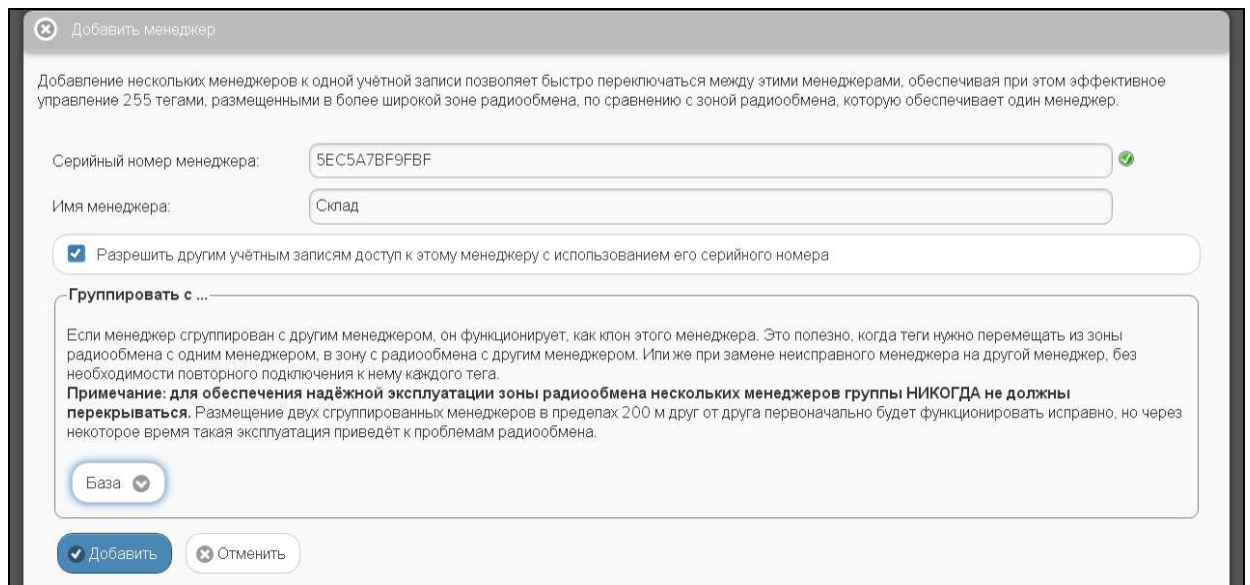 Добавить менеджер
Добавление нескольких менеджеров к одной учётной записи позволяет быстро переключаться между этими менеджерами, обеспечивая при этом эффективное
управление 255 тегами, размещенными в более широкой зоне радиообмена, по сравнению с зоной радиообмена, которую обеспечивает один менеджер.
Серийный номер менеджера:
5EC5A7BF9FBF
Имя менеджера:
Склад
Разрешить другим учётным записям доступ к этому менеджеру с использованием его серийного номера
Группировать с ...
Если менеджер сгруппирован с другим менеджером, он функционирует, как клон этого менеджера. Это полезно, когда теги нужно перемещать из зоны
радиообмена с одним менеджером, в зону с радиообмена с другим менеджером. Или же при замене неисправного менеджера на другой менеджер, без
необходимости повторного подключения к нему каждого тега.
Примечание: для обеспечения надёжной эксплуатации зоны радиообмена нескольких менеджеров группы НИКОГДА не должны
перекрываться. Размещение двух сгруппированных менеджеров в пределах 200 м друг от друга первоначально будет функционировать исправно, но через
некоторое время такая эксплуатация приведёт к проблемам радиообмена.
База
Добавить
Отменить